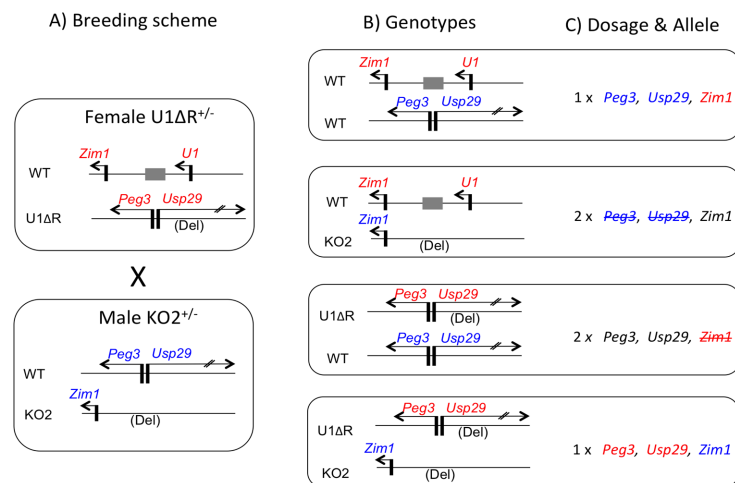 A) Breeding scheme
B) Genotypes
C) Dosage & Allele
Female U1ΔR+/-
WT
Zim1
U1
U1ΔR
Peg3 Usp29
(Del)
X
Male KO2+/-
WT
Peg3 Usp29
KO2
Zim1
(Del)
WT
Zim1
U1
WT
Peg3 Usp29
1 x Peg3, Usp29, Zim1
WT
Zim1
U1
KO2
Zim1
(Del)
2 x Peg3, Usp29, Zim1
U1ΔR
Peg3 Usp29
(Del)
WT
Peg3 Usp29
2 x Peg3, Usp29, Zim1
U1ΔR
Peg3 Usp29
(Del)
KO2
Zim1
(Del)
1 x Peg3, Usp29, Zim1